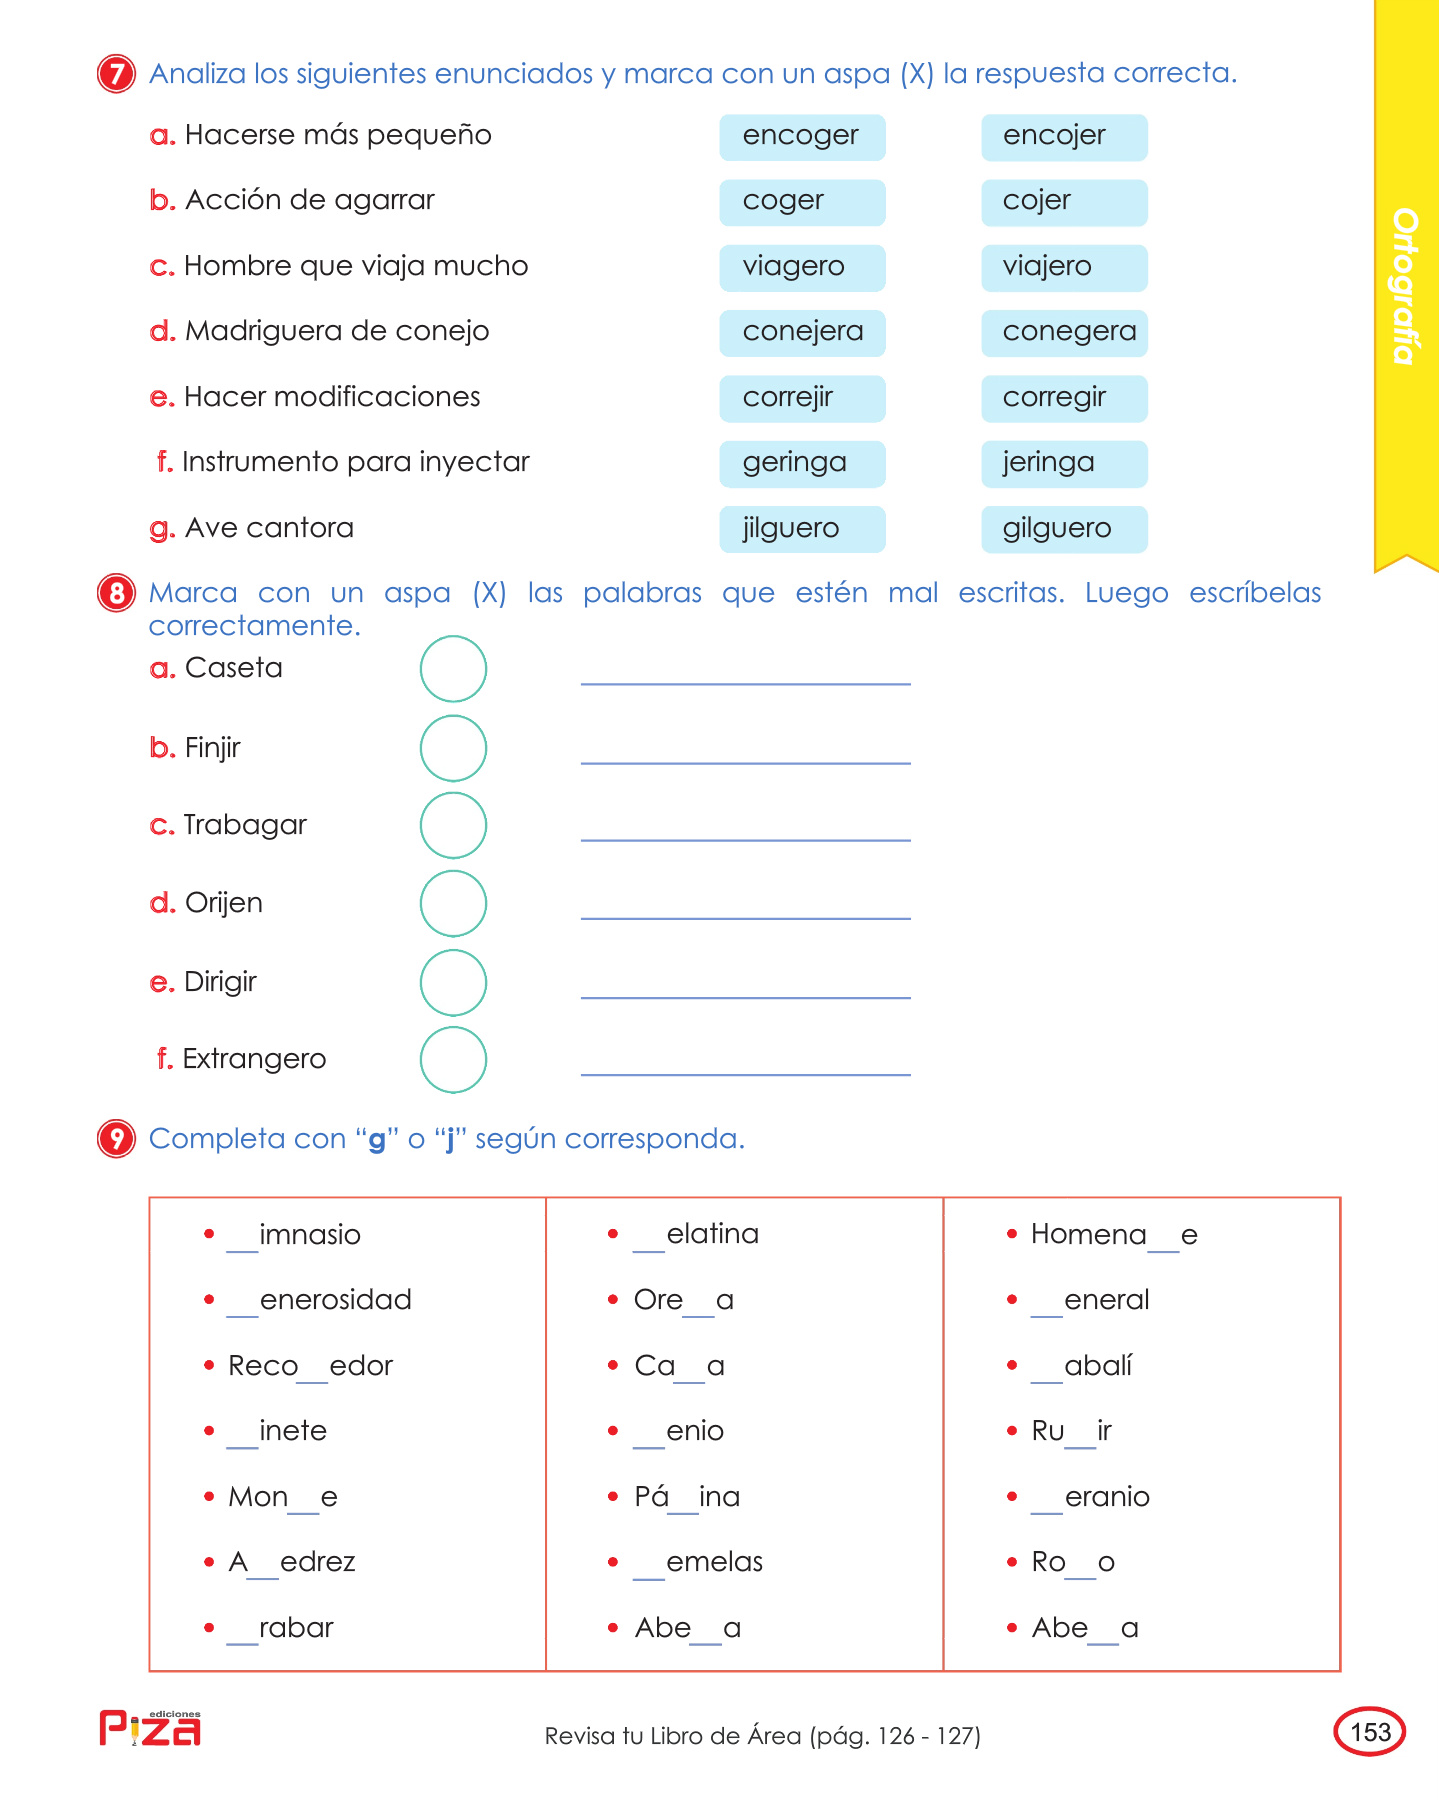 7 Analiza los siguientes enunciados y marca con un aspa (X) la respuesta correcta.
a. Hacerse más pequeño encoger encojer
b. Acción de agarrar coger cojer
c. Hombre que viaja mucho viagero viajero
d. Madriguera de conejo conejera conegera
e. Hacer modificaciones correjir corregir
f. Instrumento para inyectar geringa jeringa
g. Ave cantora jilguero gilguero
Ortografía
8 Marca con un aspa (X) las palabras que estén mal escritas. Luego escríbelas
correctamente.
a. Caseta
b. Finjir
c. Trabagar
d. Orijen
e. Dirigir
f. Extrangero
9 Completa con “g” o “j” según corresponda.
• __imnasio
• __enerosidad
• Reco__edor
• __inete
• Mon__e
• A__edrez
• __rabar
• __elatina
• Ore__a
• Ca__a
• __enio
• Pá__ina
• __emelas
• Abe__a
• Homena__e
• __eneral
• __abalí
• Ru__ir
• __eranio
• Ro__o
• Abe__a
ediciones
Piza
Revisa tu Libro de Área (pág. 126 - 127)
153